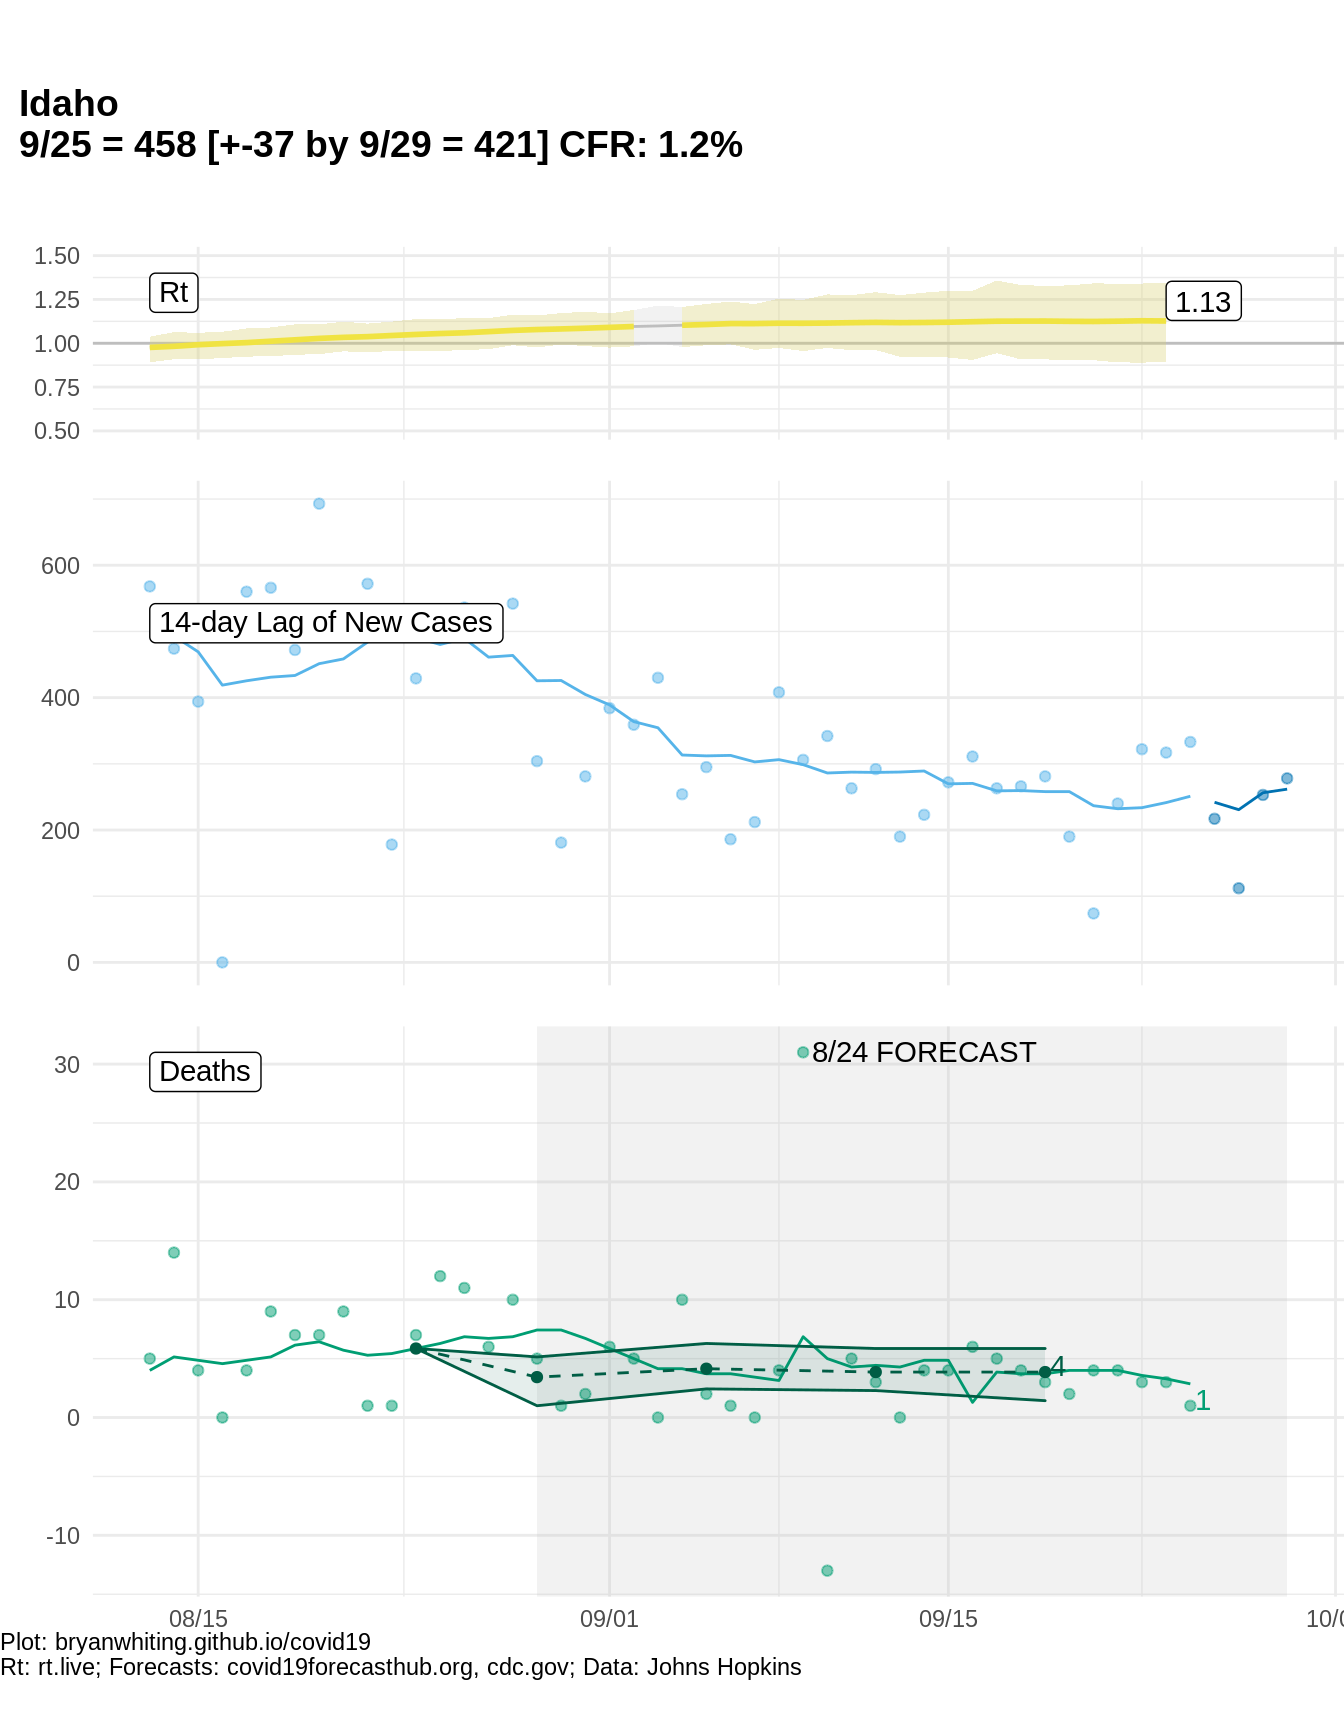 Idaho
9/25 = 458 [+-37 by 9/29 = 421] CFR: 1.2%
1.50
1.25
1.00
0.75
0.50
Rt
1.13
600
400
200
0
14-day Lag of New Cases
30
20
10
0
-10
Deaths
8/24 FORECAST
4
1
08/15
09/01
09/15
10/0
Plot: bryanwhiting.github.io/covid19
Rt: rt.live; Forecasts: covid19forecasthub.org, cdc.gov; Data: Johns Hopkins